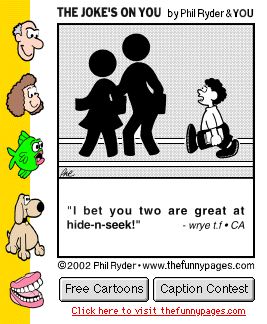 THE JOKE'S ON YOU by Phil Ryder & YOU
"I bet you two are great at
hide-n-seek!" - wrye t.f • CA
©2002 Phil Ryder • www.thefunnypages.com
Free Cartoons Caption Contest
Click here to visit thefunnypages.com